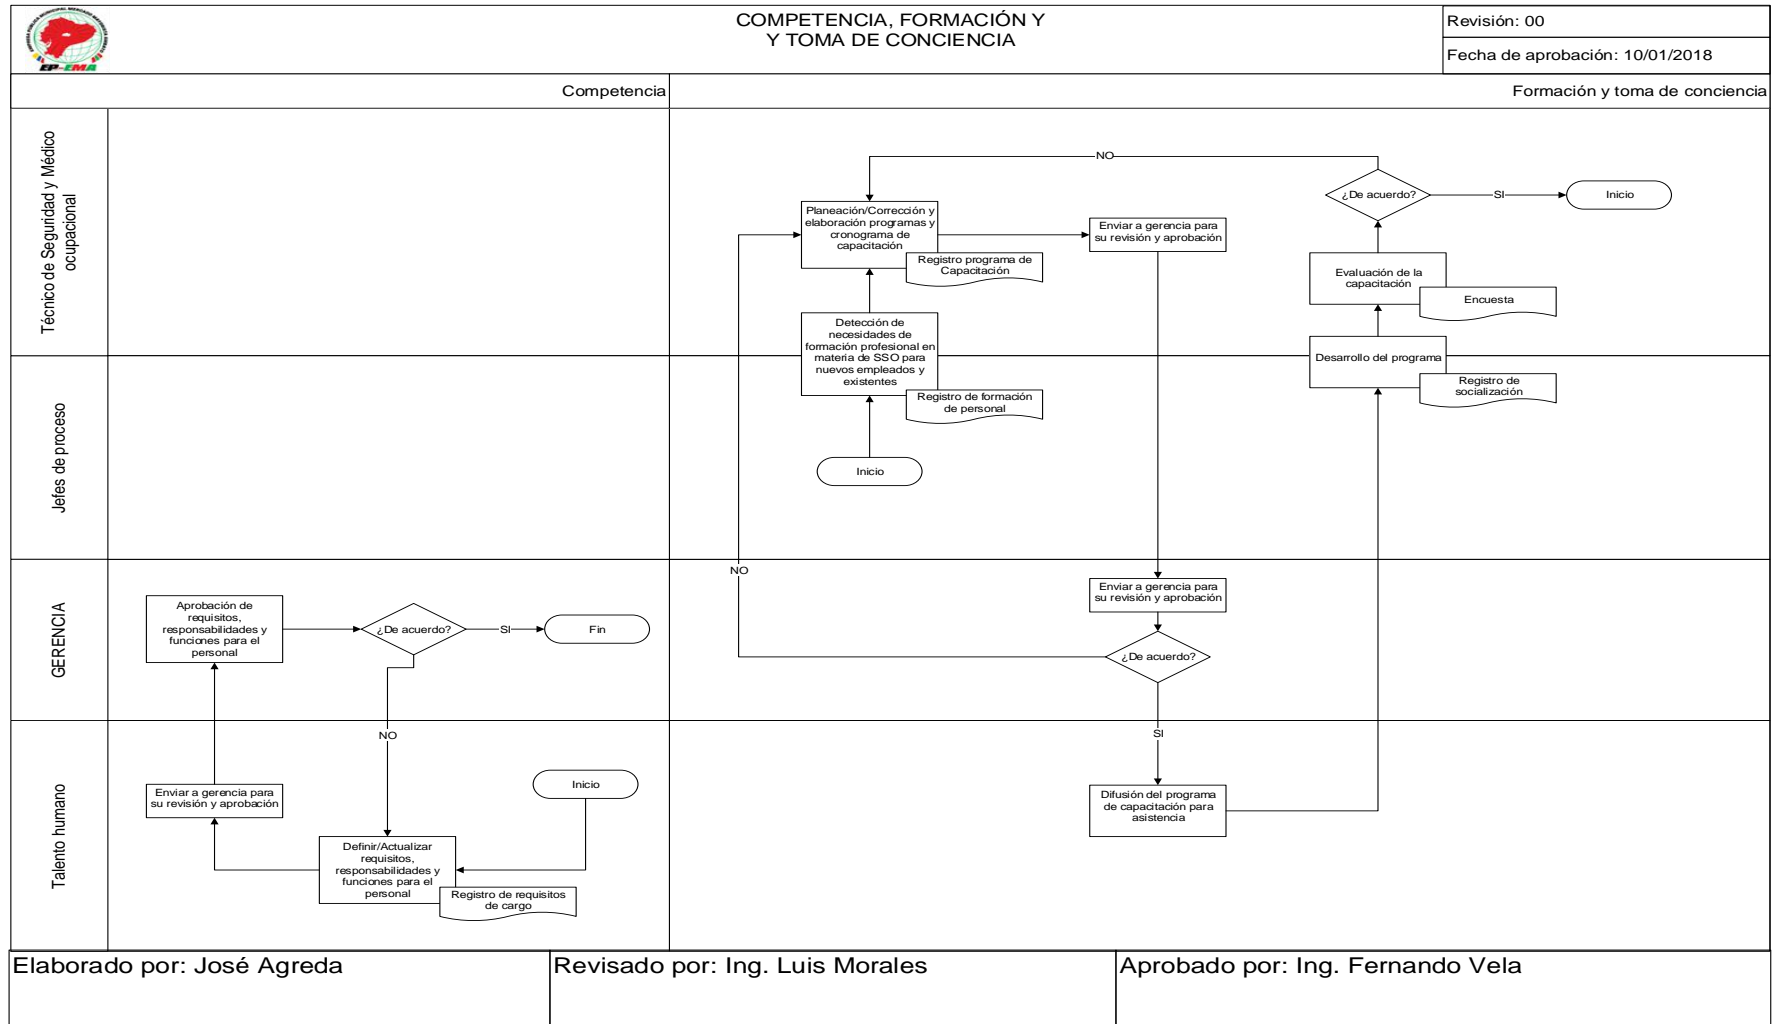 COMPETENCIA, FORMACIÓN Y
Y TOMA DE CONCIENCIA
Revisión: 00
Fecha de aprobación: 10/01/2018
EP-EMA
Competencia
Formación y toma de conciencia
Técnico de Seguridad y Médico
ocupacional
NO
¿De acuerdo?
SI
Inicio
Planeación/Corrección y
elaboración programas y
cronograma de
capacitación
Registro programa de
Capacitación
Enviar a gerencia para
su revisión y aprobación
Evaluación de la
capacitación
Encuesta
Detección de
necesidades de
formación profesional en
materia de SSO para
nuevos empleados y
existentes
Registro de formación
de personal
Desarrollo del programa
Registro de
socialización
Jefes de proceso
Inicio
GERENCIA
Aprobación de
requisitos,
responsabilidades y
funciones para el
personal
¿De acuerdo?
SI
Fin
NO
Enviar a gerencia para
su revisión y aprobación
¿De acuerdo?
Talento humano
NO
SI
Enviar a gerencia para
su revisión y aprobación
Inicio
Definir/Actualizar
requisitos,
responsabilidades y
funciones para el
personal
Registro de requisitos
de cargo
Difusión del programa
de capacitación para
asistencia
Elaborado por: José Agreda
Revisado por: Ing. Luis Morales
Aprobado por: Ing. Fernando Vela